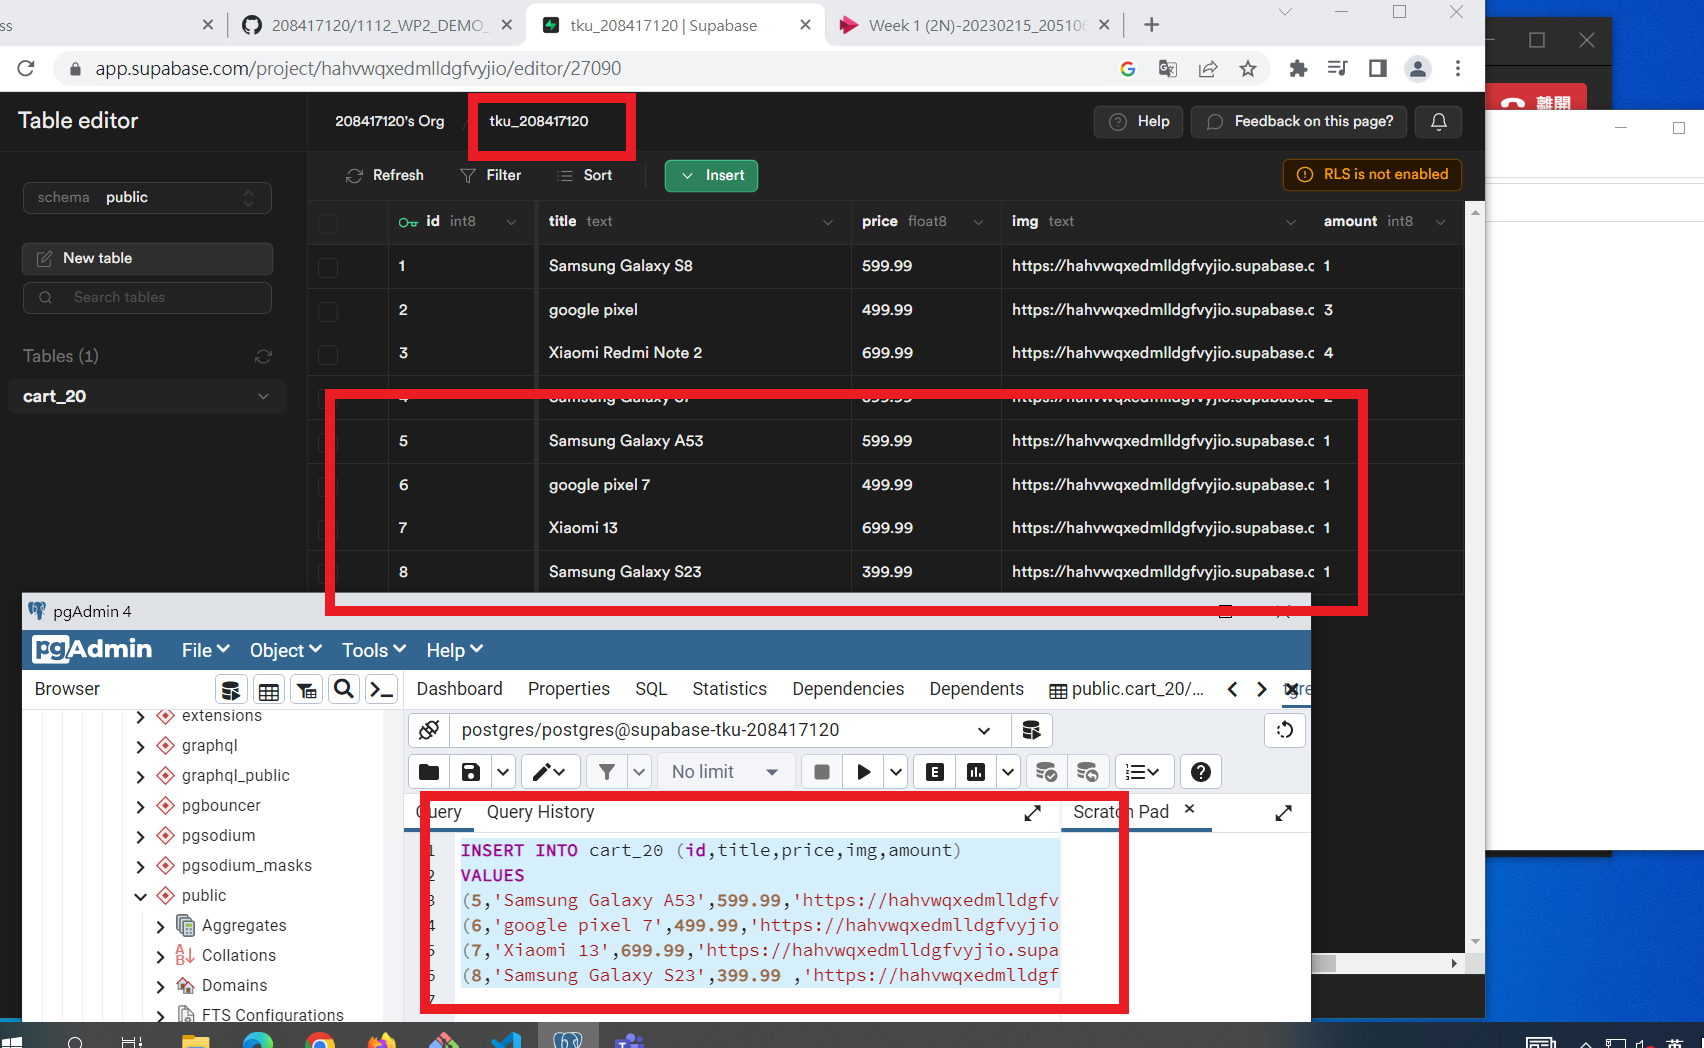 ss
208417120/1112_WP2_DEMO_
tku_208417120 | Supabase
Week 1 (2N)-20230215_205106
app.supabase.com/project/hahvwqxedmlldgfvyjio/editor/27090
離開
Table editor
208417120's Org
tku_208417120
Help
Feedback on this page?
schema public
Refresh
Filter
Sort
Insert
RLS is not enabled
New table
Search tables
Tables (1)
cart_20
id int8 title text price float8 img text amount int8
1 Samsung Galaxy S8 599.99 https://hahvwqxedmlldgfvyjio.supabase.c 1
2 google pixel 499.99 https://hahvwqxedmlldgfvyjio.supabase.c 3
3 Xiaomi Redmi Note 2 699.99 https://hahvwqxedmlldgfvyjio.supabase.c 4
4 Samsung Galaxy S7 https://hahvwqxedmlldgfvyjio.supabase.c 2
5 Samsung Galaxy A53 599.99 https://hahvwqxedmlldgfvyjio.supabase.c 1
6 google pixel 7 499.99 https://hahvwqxedmlldgfvyjio.supabase.c 1
7 Xiaomi 13 699.99 https://hahvwqxedmlldgfvyjio.supabase.c 1
8 Samsung Galaxy S23 399.99 https://hahvwqxedmlldgfvyjio.supabase.c 1
pgAdmin 4
pgAdmin File Object Tools Help
Browser
Dashboard Properties SQL Statistics Dependencies Dependents public.cart_20/...
extensions
graphql
graphql_public
pgbouncer
pgsodium
pgsodium_masks
public
Aggregates
Collations
Domains
FTS Configurations
postgres/postgres@supabase-tku-208417120
No limit
E
Query Query History
Scratch Pad
1 INSERT INTO cart_20 (id,title,price,img,amount)
2 VALUES
3 (5,'Samsung Galaxy A53',599.99,'https://hahvwqxedmlldgfv
4 (6,'google pixel 7',499.99,'https://hahvwqxedmlldgfvyjio
5 (7,'Xiaomi 13',699.99,'https://hahvwqxedmlldgfvyjio.supa
6 (8,'Samsung Galaxy S23',399.99 ,'https://hahvwqxedmlldgf
7
英